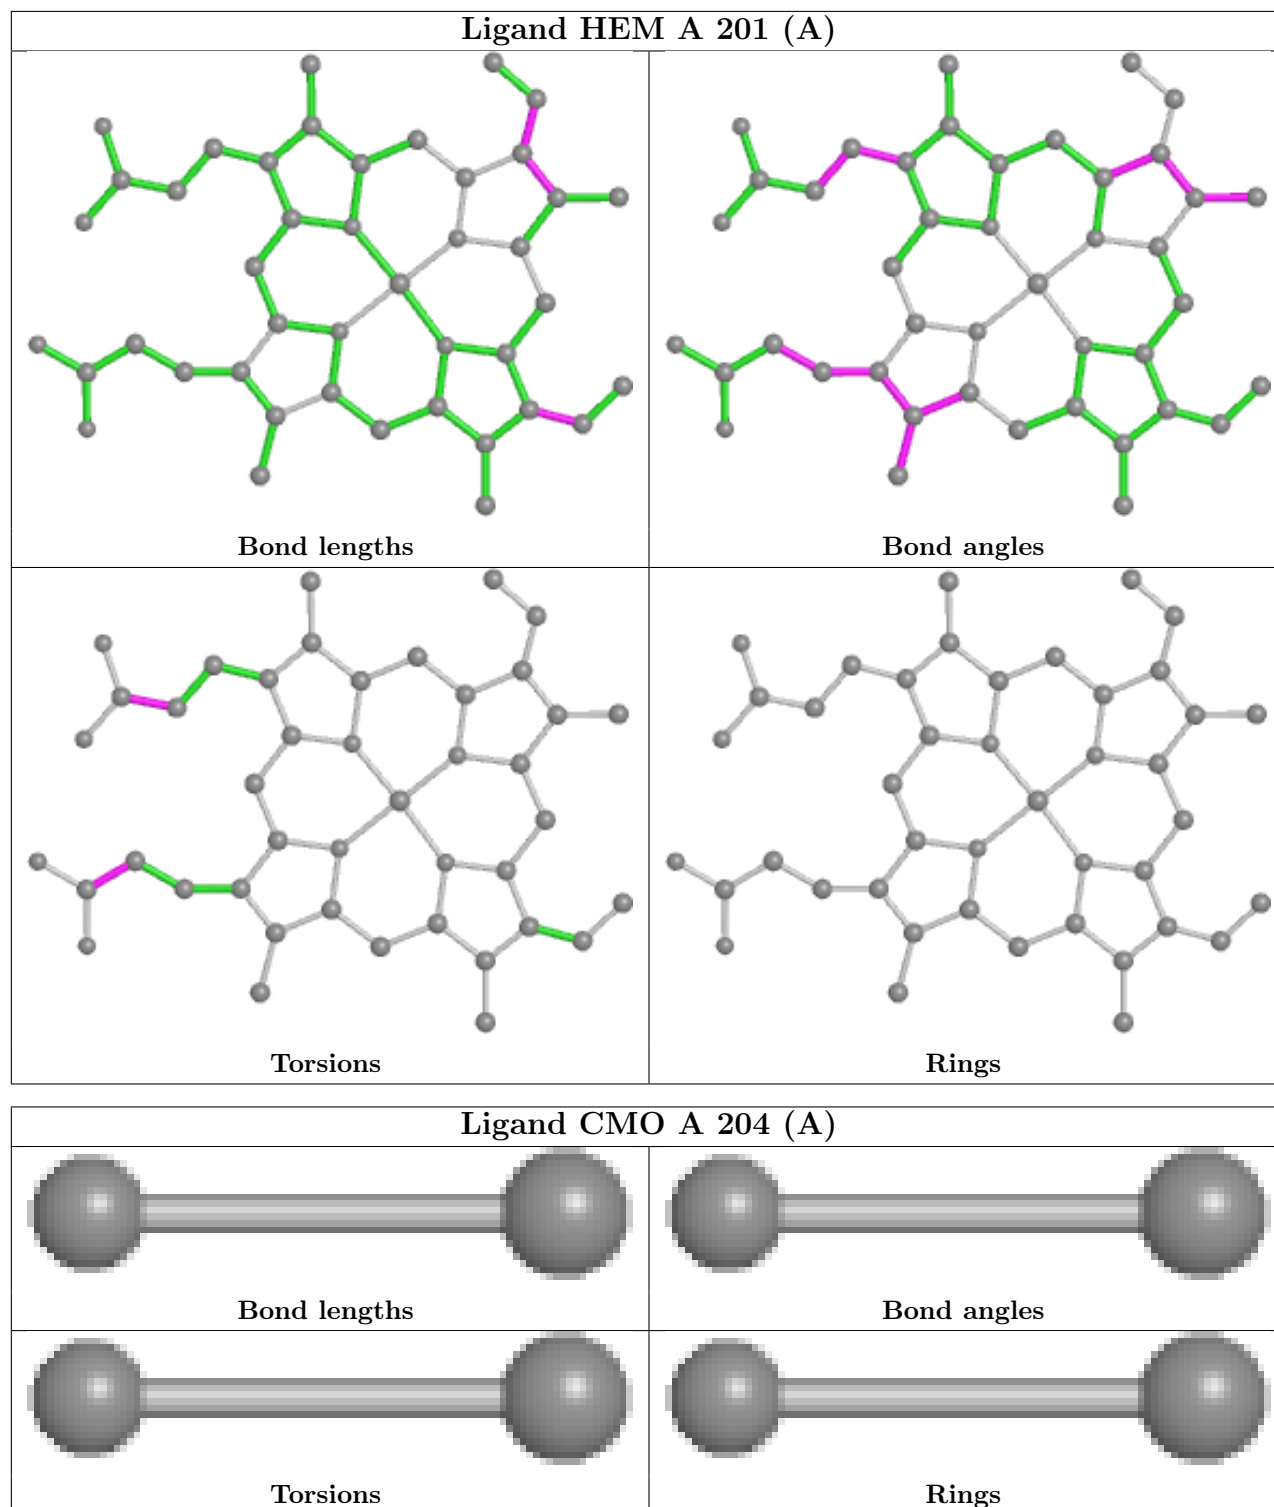 Ligand HEM A 201 (A)
Bond lengths
Bond angles
Torsions
Rings
Ligand CMO A 204 (A)
Bond lengths
Bond angles
Torsions
Rings